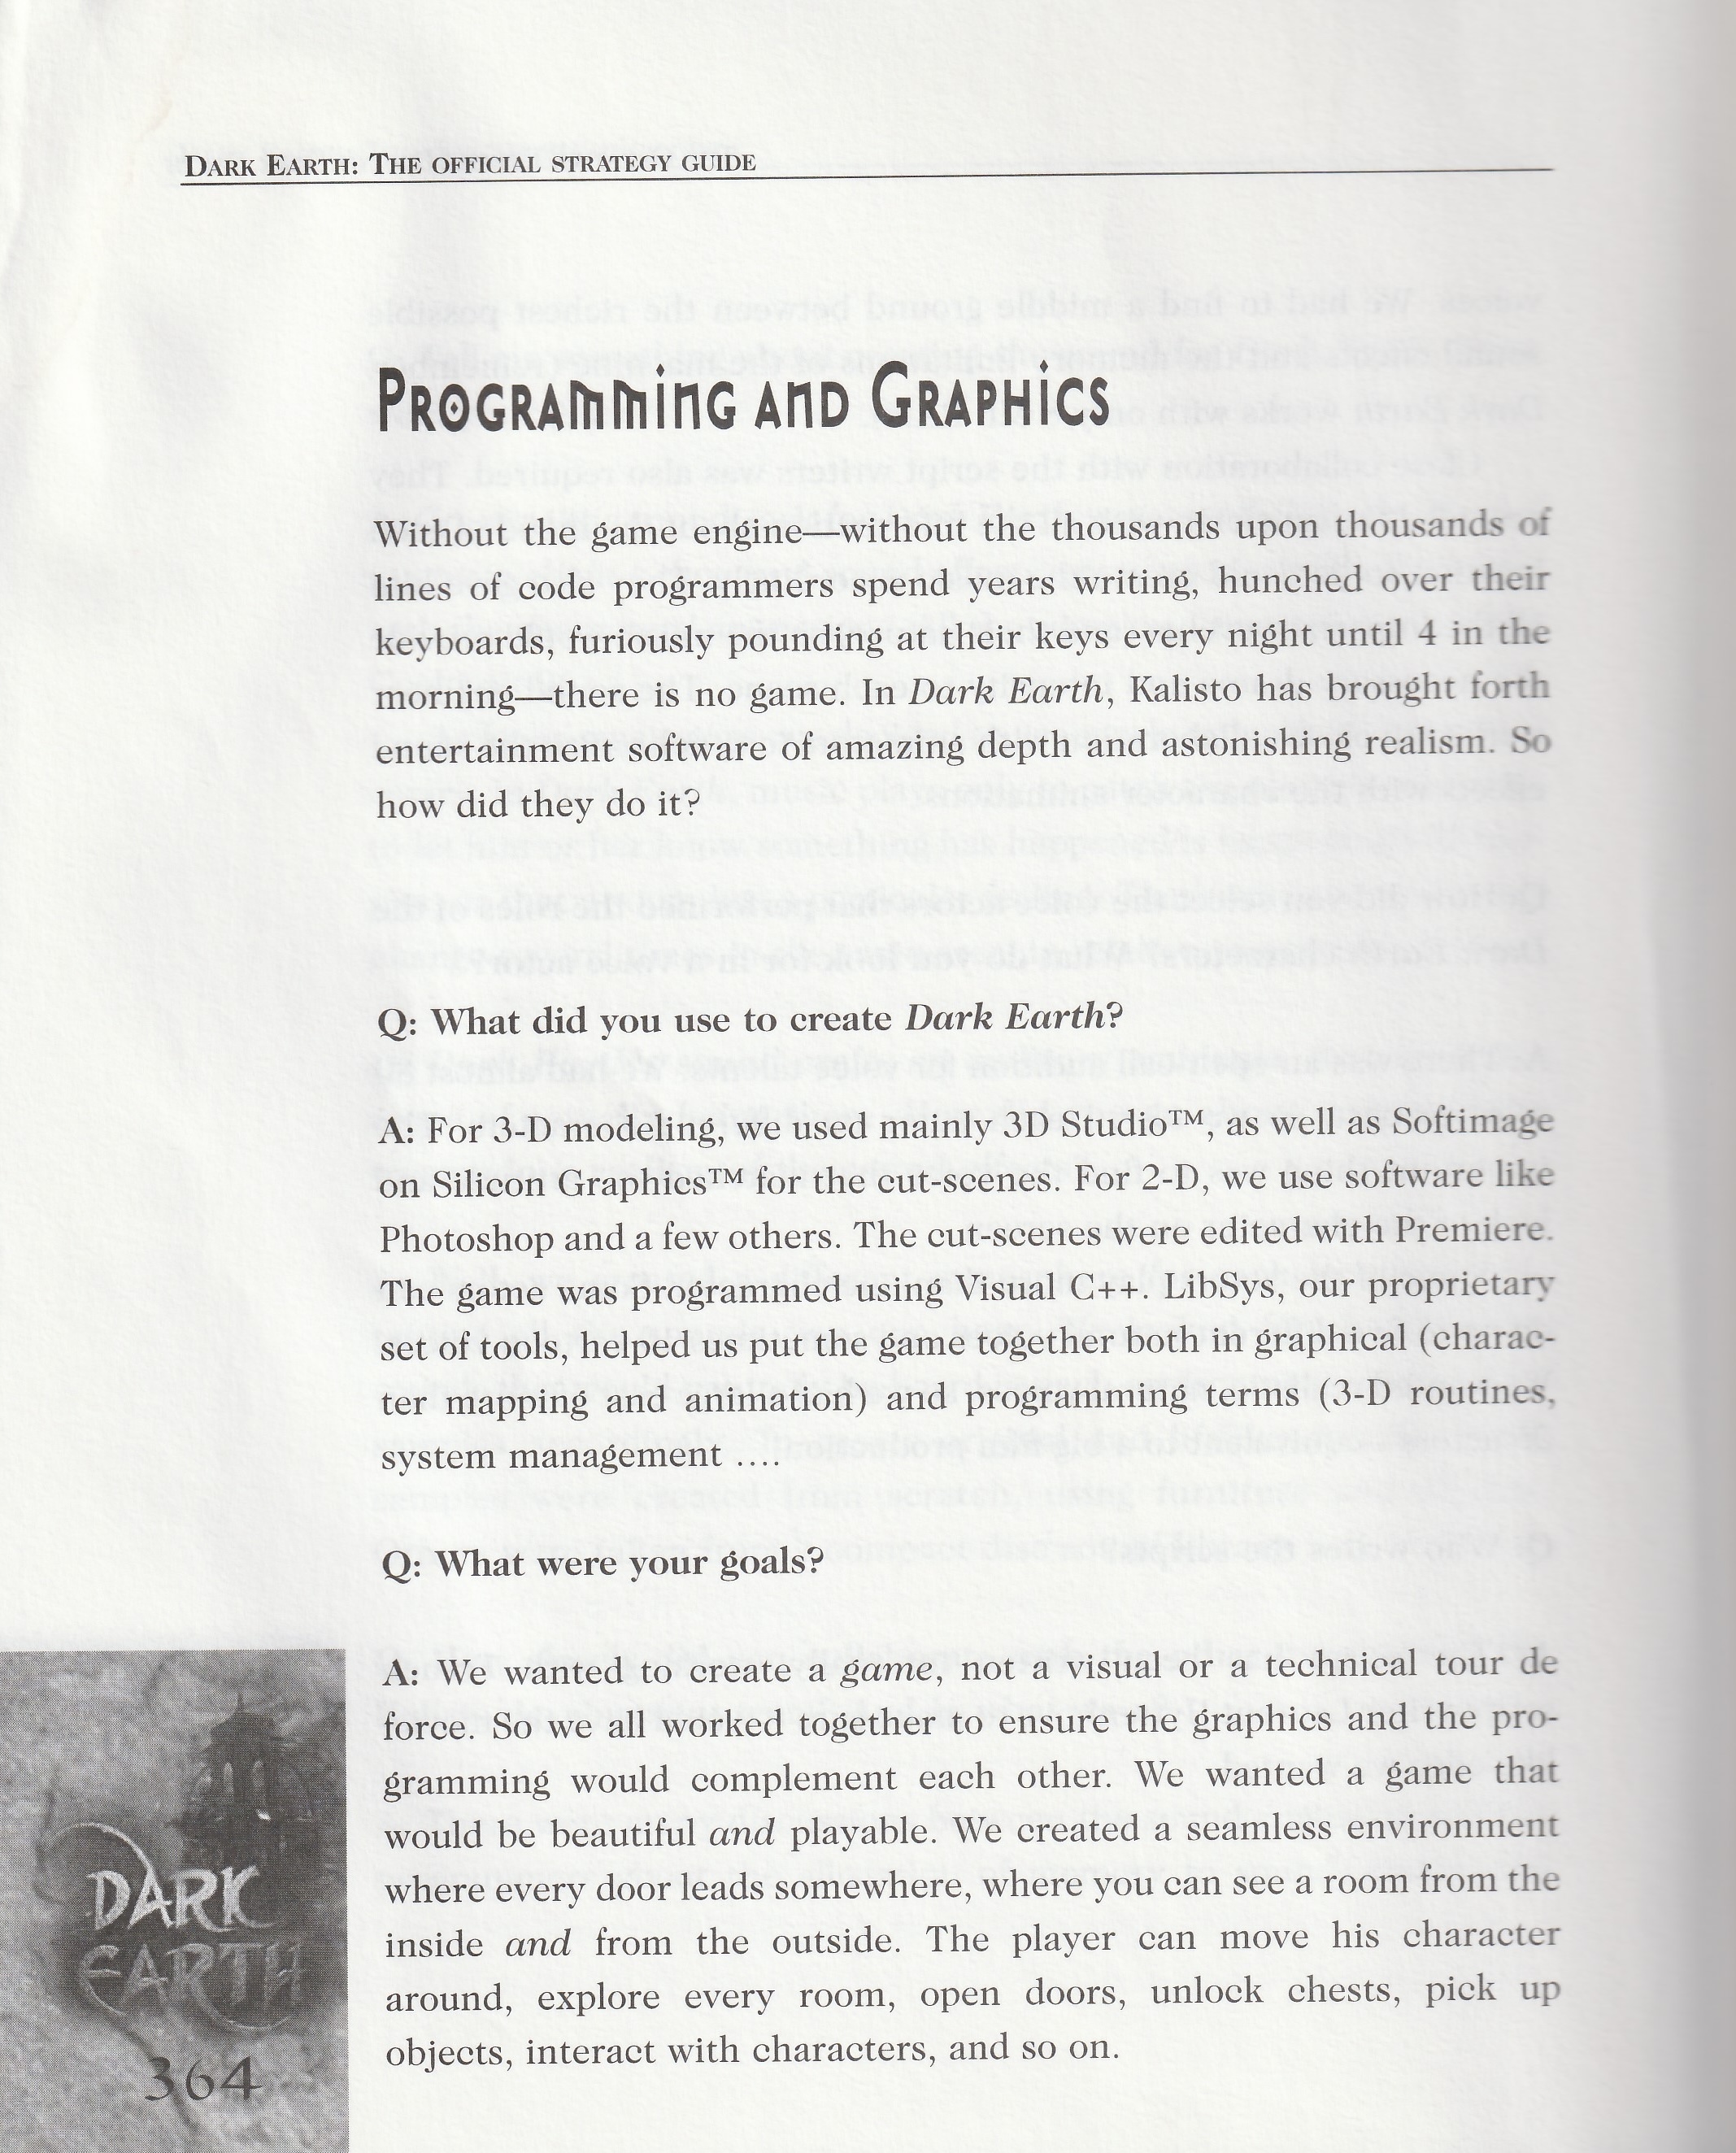 DARK EARTH: THE OFFICIAL STRATEGY GUIDE
PROGRAMMING AND GRAPHICS
Without the game engine—without the thousands upon thousands of
lines of code programmers spend years writing, hunched over their
keyboards, furiously pounding at their keys every night until 4 in the
morning—there is no game. In Dark Earth, Kalisto has brought forth
entertainment software of amazing depth and astonishing realism. So
how did they do it?
Q: What did you use to create Dark Earth?
A: For 3-D modeling, we used mainly 3D Studio™, as well as Softimage
on Silicon Graphics™ for the cut-scenes. For 2-D, we use software like
Photoshop and a few others. The cut-scenes were edited with Premiere.
The game was programmed using Visual C++. LibSys, our proprietary
set of tools, helped us put the game together both in graphical (charac-
ter mapping and animation) and programming terms (3-D routines,
system management ….
Q: What were your goals?
A: We wanted to create a game, not a visual or a technical tour de
force. So we all worked together to ensure the graphics and the pro-
gramming would complement each other. We wanted a game that
would be beautiful and playable. We created a seamless environment
where every door leads somewhere, where you can see a room from the
inside and from the outside. The player can move his character
around, explore every room, open doors, unlock chests, pick up
objects, interact with characters, and so on.
DARK
EARTH
364